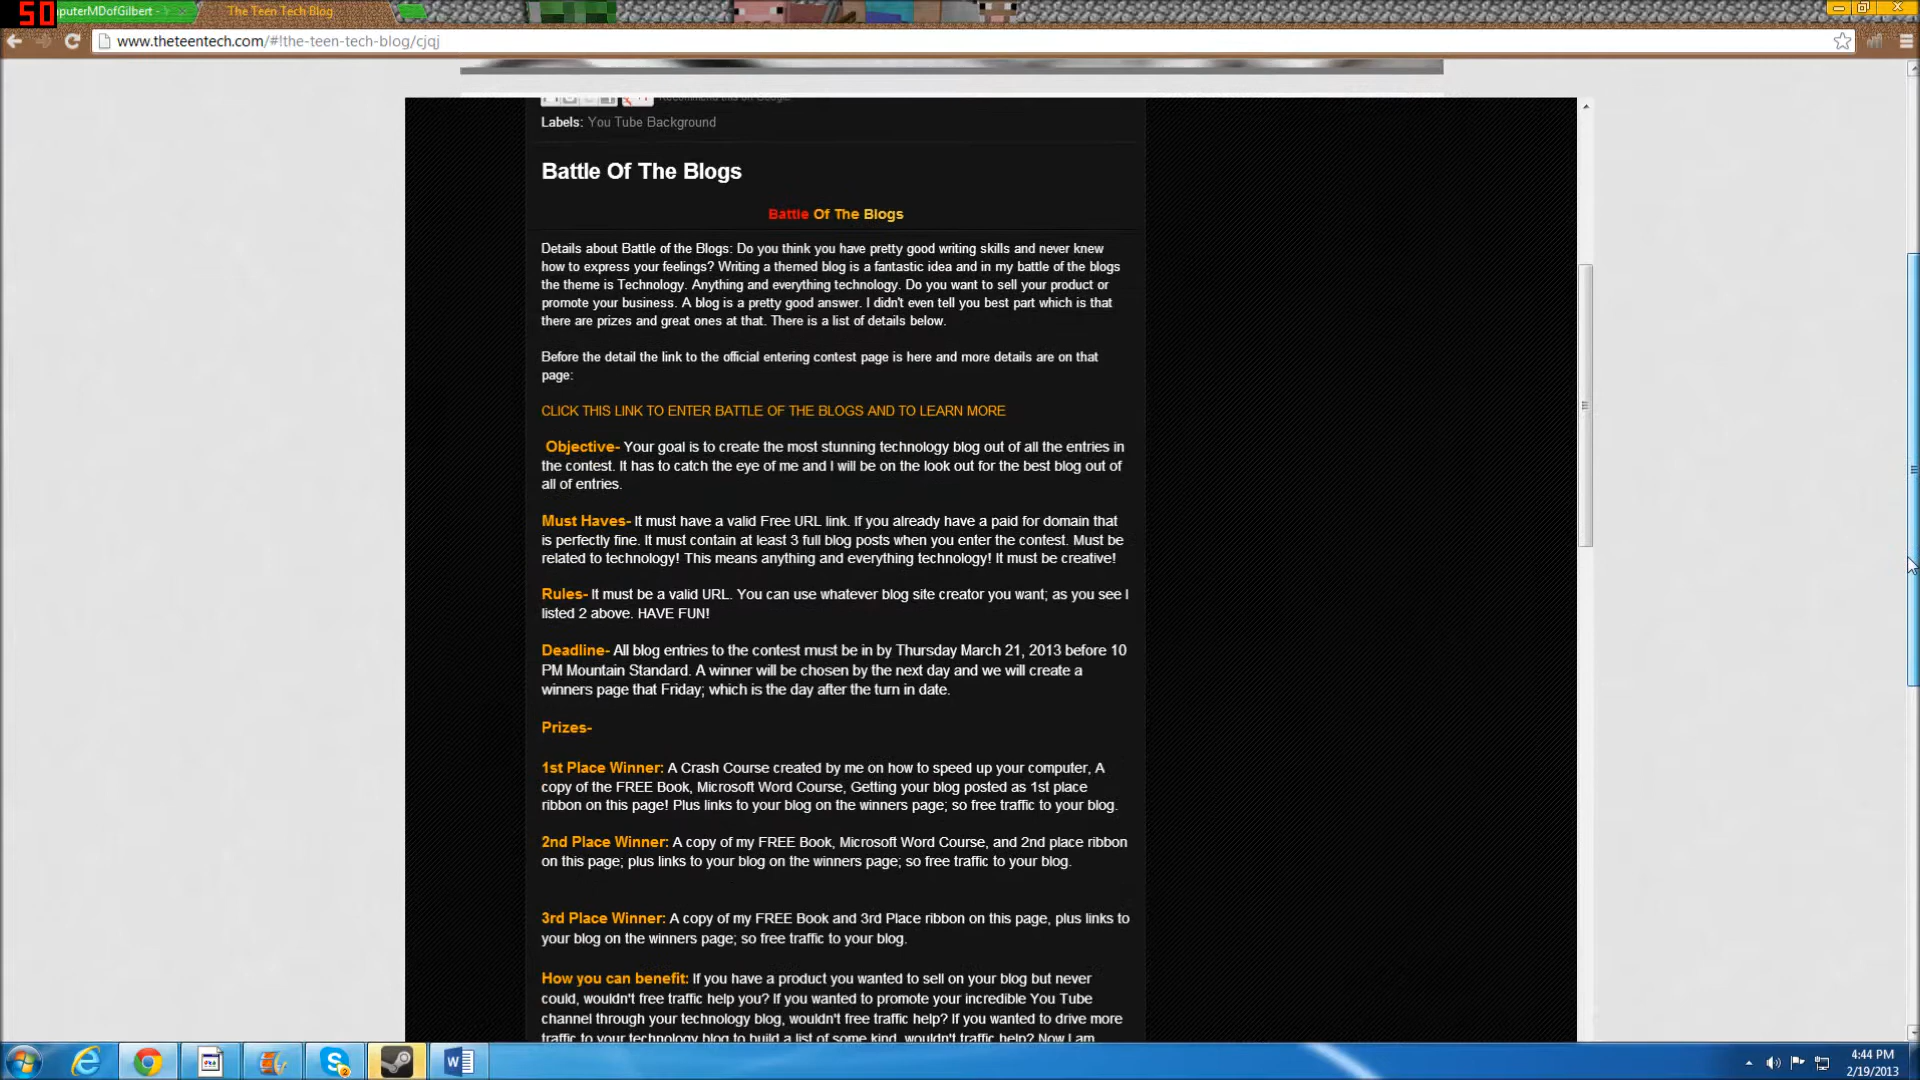 50
puterMDofGilbert -
The Teen Tech Blog
www.theteentech.com/#!the-teen-tech-blog/cjqj
Recommend this on Google
Labels: You Tube Background
Battle Of The Blogs
Battle Of The Blogs
Details about Battle of the Blogs: Do you think you have pretty good writing skills and never knew
how to express your feelings? Writing a themed blog is a fantastic idea and in my battle of the blogs
the theme is Technology. Anything and everything technology. Do you want to sell your product or
promote your business. A blog is a pretty good answer. I didn't even tell you best part which is that
there are prizes and great ones at that. There is a list of details below.
Before the detail the link to the official entering contest page is here and more details are on that
page:
CLICK THIS LINK TO ENTER BATTLE OF THE BLOGS AND TO LEARN MORE
Objective- Your goal is to create the most stunning technology blog out of all the entries in
the contest. It has to catch the eye of me and I will be on the look out for the best blog out of
all of entries.
Must Haves- It must have a valid Free URL link. If you already have a paid for domain that
is perfectly fine. It must contain at least 3 full blog posts when you enter the contest. Must be
related to technology! This means anything and everything technology! It must be creative!
Rules- It must be a valid URL. You can use whatever blog site creator you want; as you see I
listed 2 above. HAVE FUN!
Deadline- All blog entries to the contest must be in by Thursday March 21, 2013 before 10
PM Mountain Standard. A winner will be chosen by the next day and we will create a
winners page that Friday; which is the day after the turn in date.
Prizes-
1st Place Winner: A Crash Course created by me on how to speed up your computer, A
copy of the FREE Book, Microsoft Word Course, Getting your blog posted as 1st place
ribbon on this page! Plus links to your blog on the winners page; so free traffic to your blog.
2nd Place Winner: A copy of my FREE Book, Microsoft Word Course, and 2nd place ribbon
on this page; plus links to your blog on the winners page; so free traffic to your blog.
3rd Place Winner: A copy of my FREE Book and 3rd Place ribbon on this page, plus links to
your blog on the winners page; so free traffic to your blog.
How you can benefit: If you have a product you wanted to sell on your blog but never
could, wouldn't free traffic help you? If you wanted to promote your incredible You Tube
channel through your technology blog, wouldn't free traffic help? If you wanted to drive more
traffic to your technology blog to build a list of some kind, wouldn't traffic help? Now I am
4:44 PM
2/19/2013